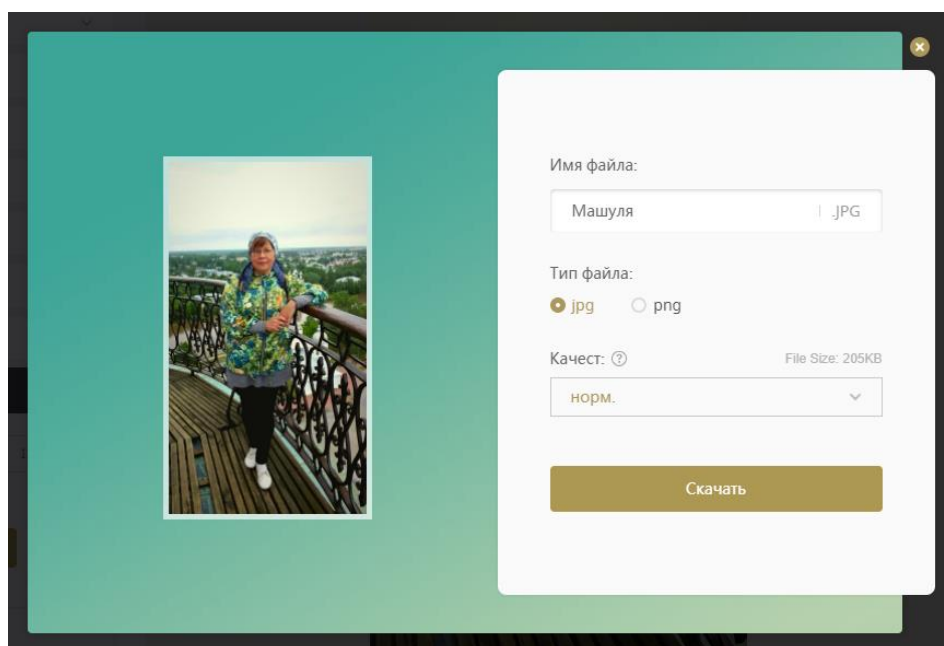 Имя файла:
Машуля .JPG
Тип файла:
jpg png
Качест: ?
File Size: 205KB
норм.
Скачать